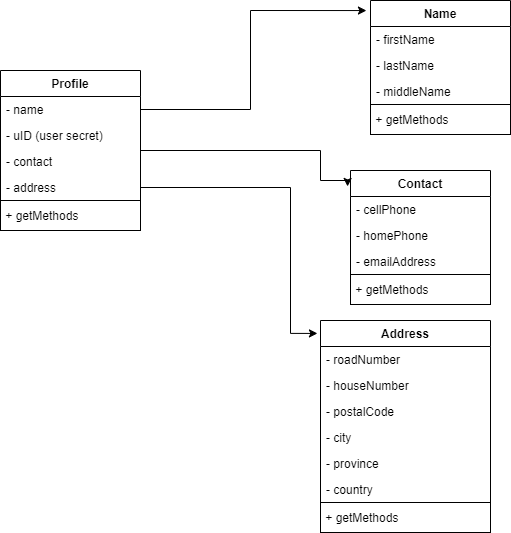 Name
- firstName
- lastName
- middleName
+ getMethods
Profile
- name
- uID (user secret)
- contact
- address
+ getMethods
Contact
- cellPhone
- homePhone
- emailAddress
+ getMethods
Address
- roadNumber
- houseNumber
- postalCode
- city
- province
- country
+ getMethods